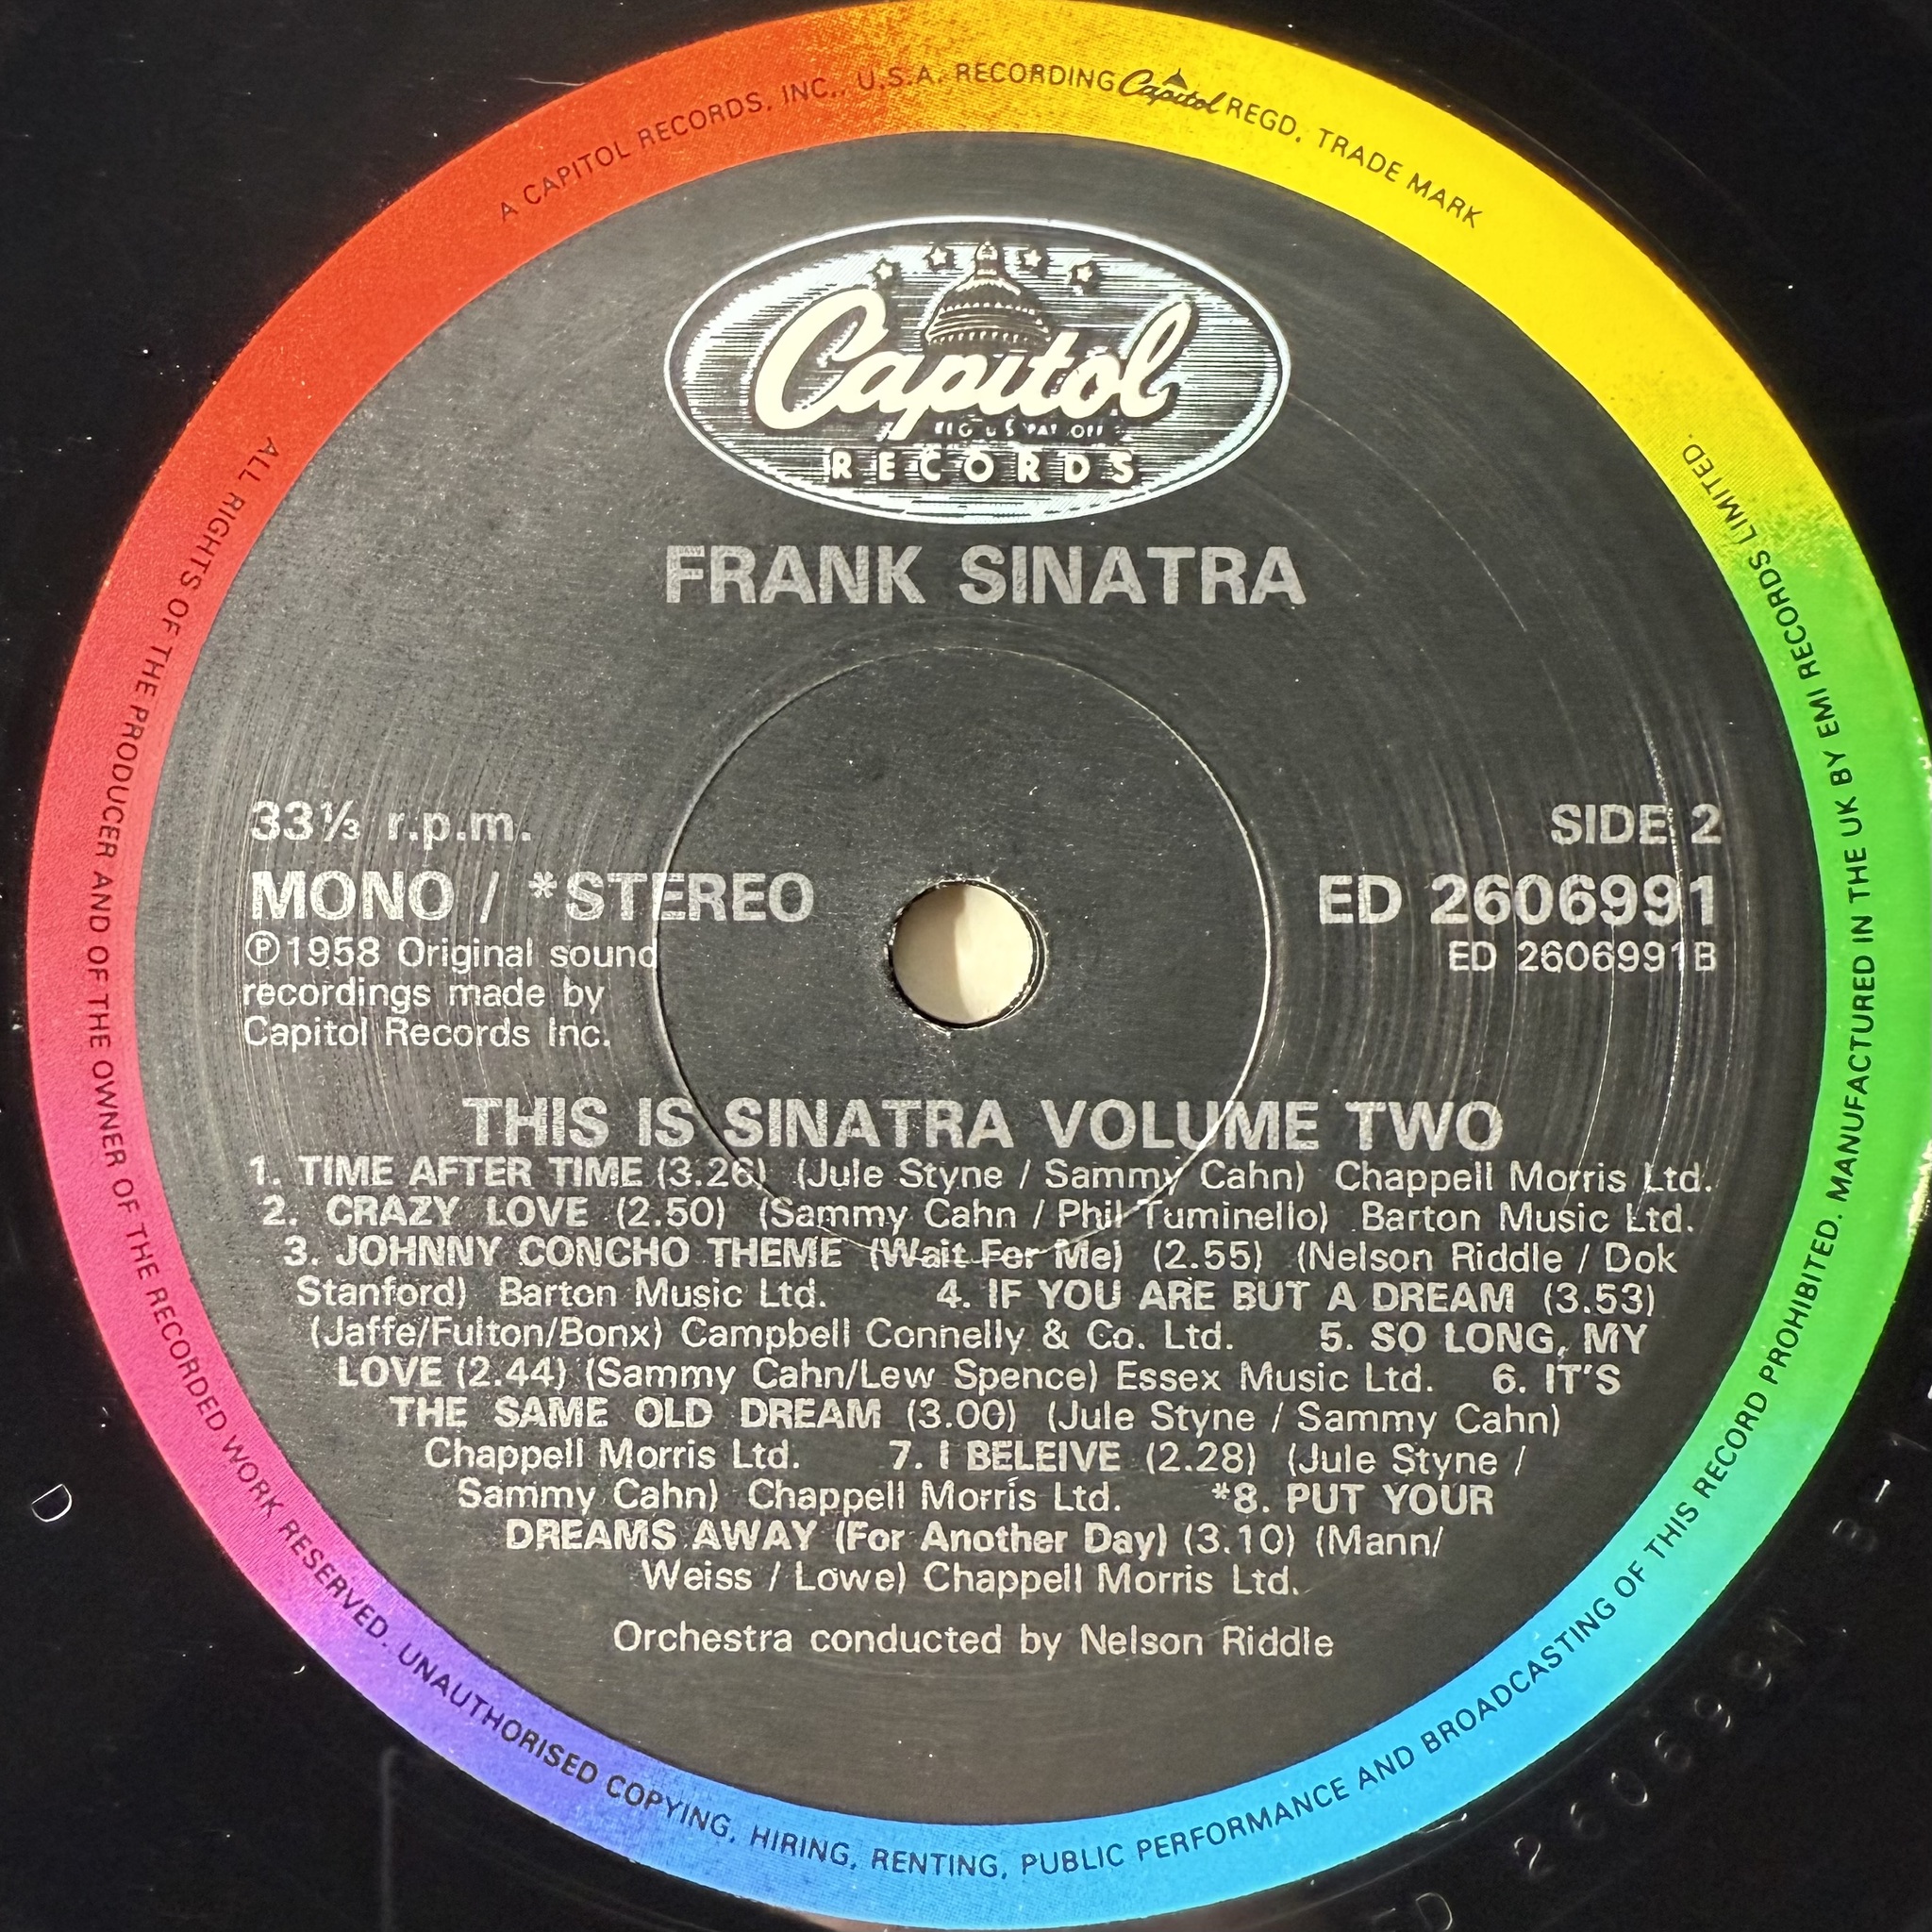 A CAPITOL RECORDS, INC., U.S.A. RECORDING Capitol REGD. TRADE MARK
Capitol
RECORDS
FRANK SINATRA
33⅓ r.p.m.
SIDE 2
MONO / *STEREO
ED 2606991
℗1958 Original sound
ED 2606991B
recordings made by
Capitol Records Inc.
THIS IS SINATRA VOLUME TWO
1. TIME AFTER TIME (3.26) (Jule Styne / Sammy Cahn) Chappell Morris Ltd.
2. CRAZY LOVE (2.50) (Sammy Cahn / Phil Tuminello) Barton Music Ltd.
3. JOHNNY CONCHO THEME (Wait For Me) (2.55) (Nelson Riddle / Dok
Stanford) Barton Music Ltd. 4. IF YOU ARE BUT A DREAM (3.53)
(Jaffe/Fulton/Bonx) Campbell Connelly & Co. Ltd. 5. SO LONG, MY
LOVE (2.44) (Sammy Cahn/Lew Spence) Essex Music Ltd. 6. IT'S
THE SAME OLD DREAM (3.00) (Jule Styne / Sammy Cahn)
Chappell Morris Ltd. 7. I BELEIVE (2.28) (Jule Styne /
Sammy Cahn) Chappell Morris Ltd. *8. PUT YOUR
DREAMS AWAY (For Another Day) (3.10) (Mann/
Weiss / Lowe) Chappell Morris Ltd.
Orchestra conducted by Nelson Riddle
ALL RIGHTS OF THE PRODUCER AND OF THE OWNER OF THE RECORDED WORK RESERVED. UNAUTHORISED COPYING, HIRING, RENTING, PUBLIC PERFORMANCE AND BROADCASTING OF THIS RECORD PROHIBITED. MANUFACTURED IN THE UK BY EMI RECORDS LIMITED.
D